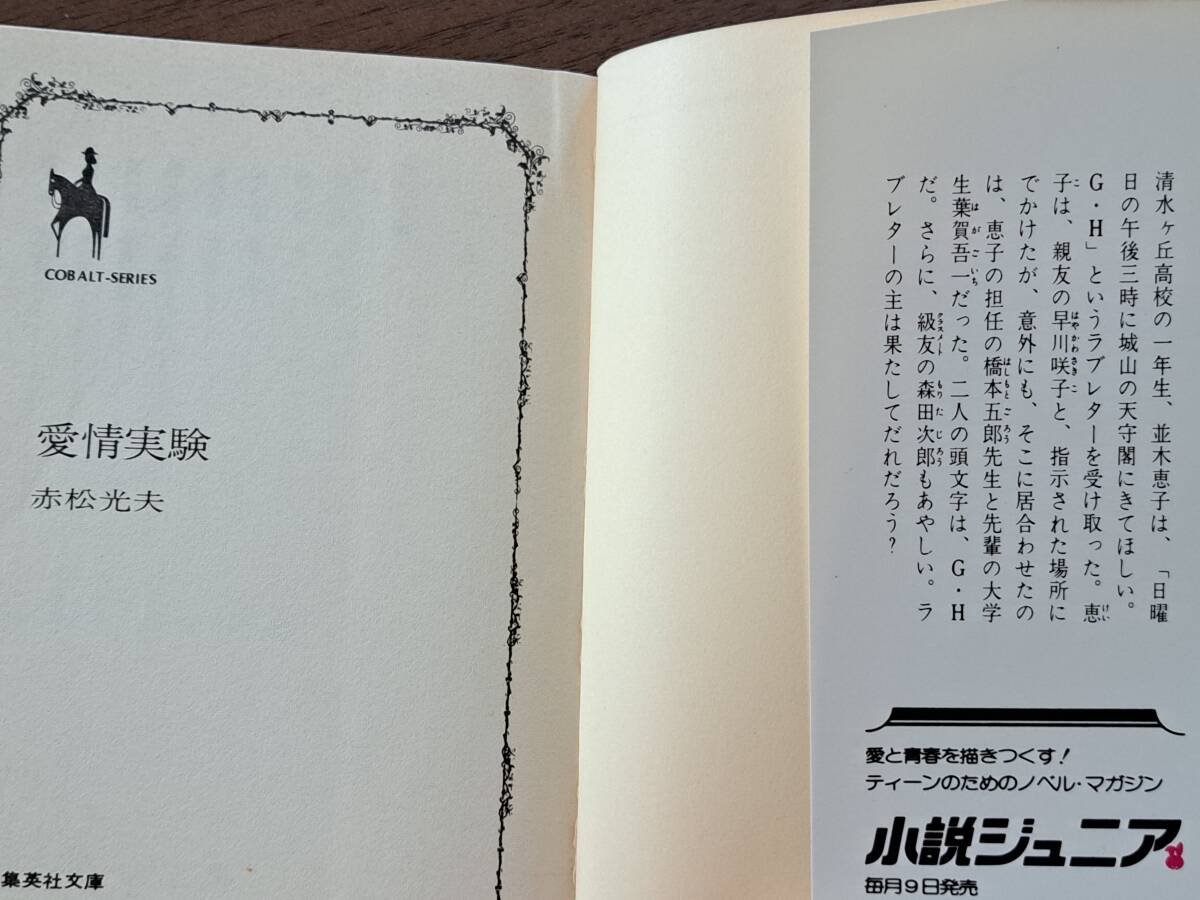 COBALT-SERIES
愛情実験
赤松光夫
集英社文庫
清水ヶ丘高校の一年生、並木恵子は、「日曜
日の午後三時に城山の天守閣にきてほしい。
G・H」というラブレターを受け取った。恵
子は、親友の早川咲子と、指示された場所に
でかけたが、意外にも、そこに居合わせたの
は、恵子の担任の橋本五郎先生と先輩の大学
生葉賀吾一だった。二人の頭文字は、G・H
だ。さらに、級友の森田次郎もあやしい。ラ
ブレターの主は果たしてだれだろう?
愛と青春を描きつくす!
ティーンのためのノベル・マガジン
小説ジュニア
毎月9日発売